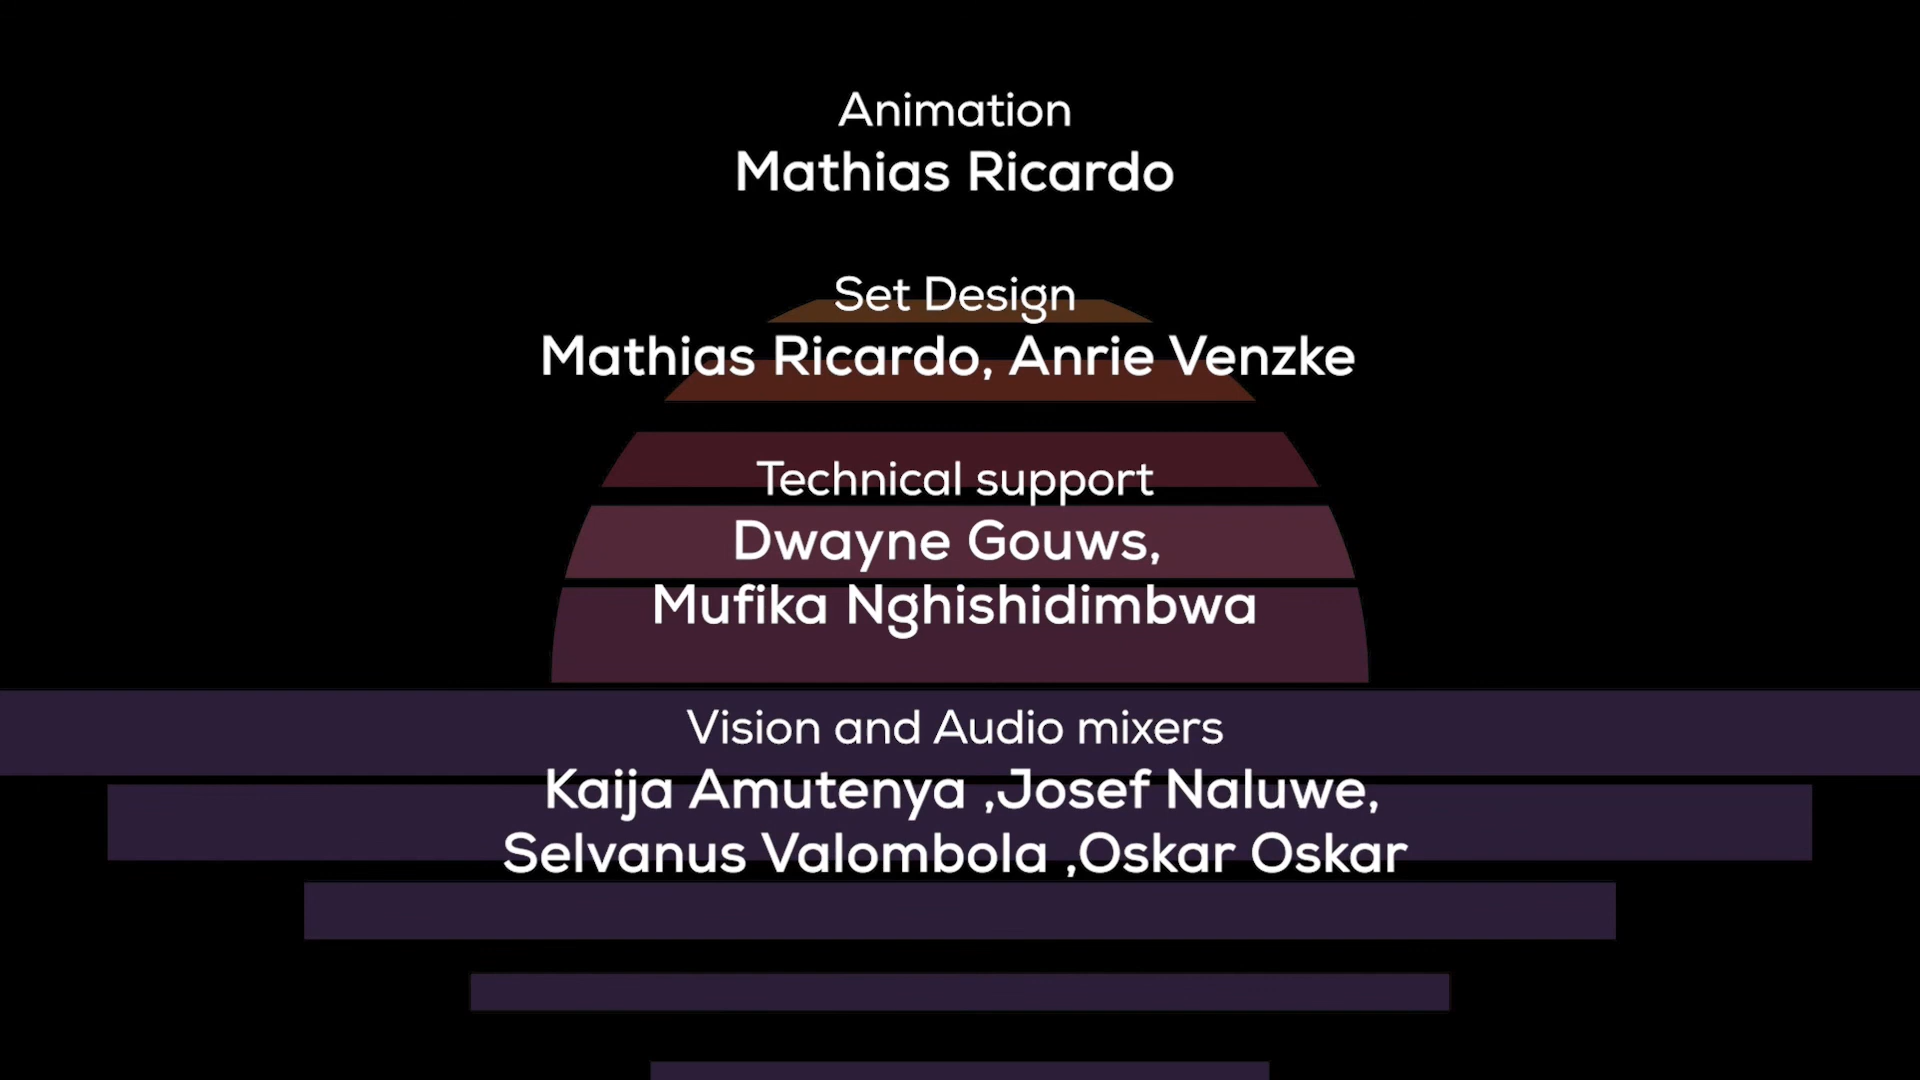 Animation
Mathias Ricardo
Set Design
Mathias Ricardo, Anrie Venzke
Technical support
Dwayne Gouws,
Mufika Nghishidimbwa
Vision and Audio mixers
Kaija Amutenya ,Josef Naluwe,
Selvanus Valombola ,Oskar Oskar